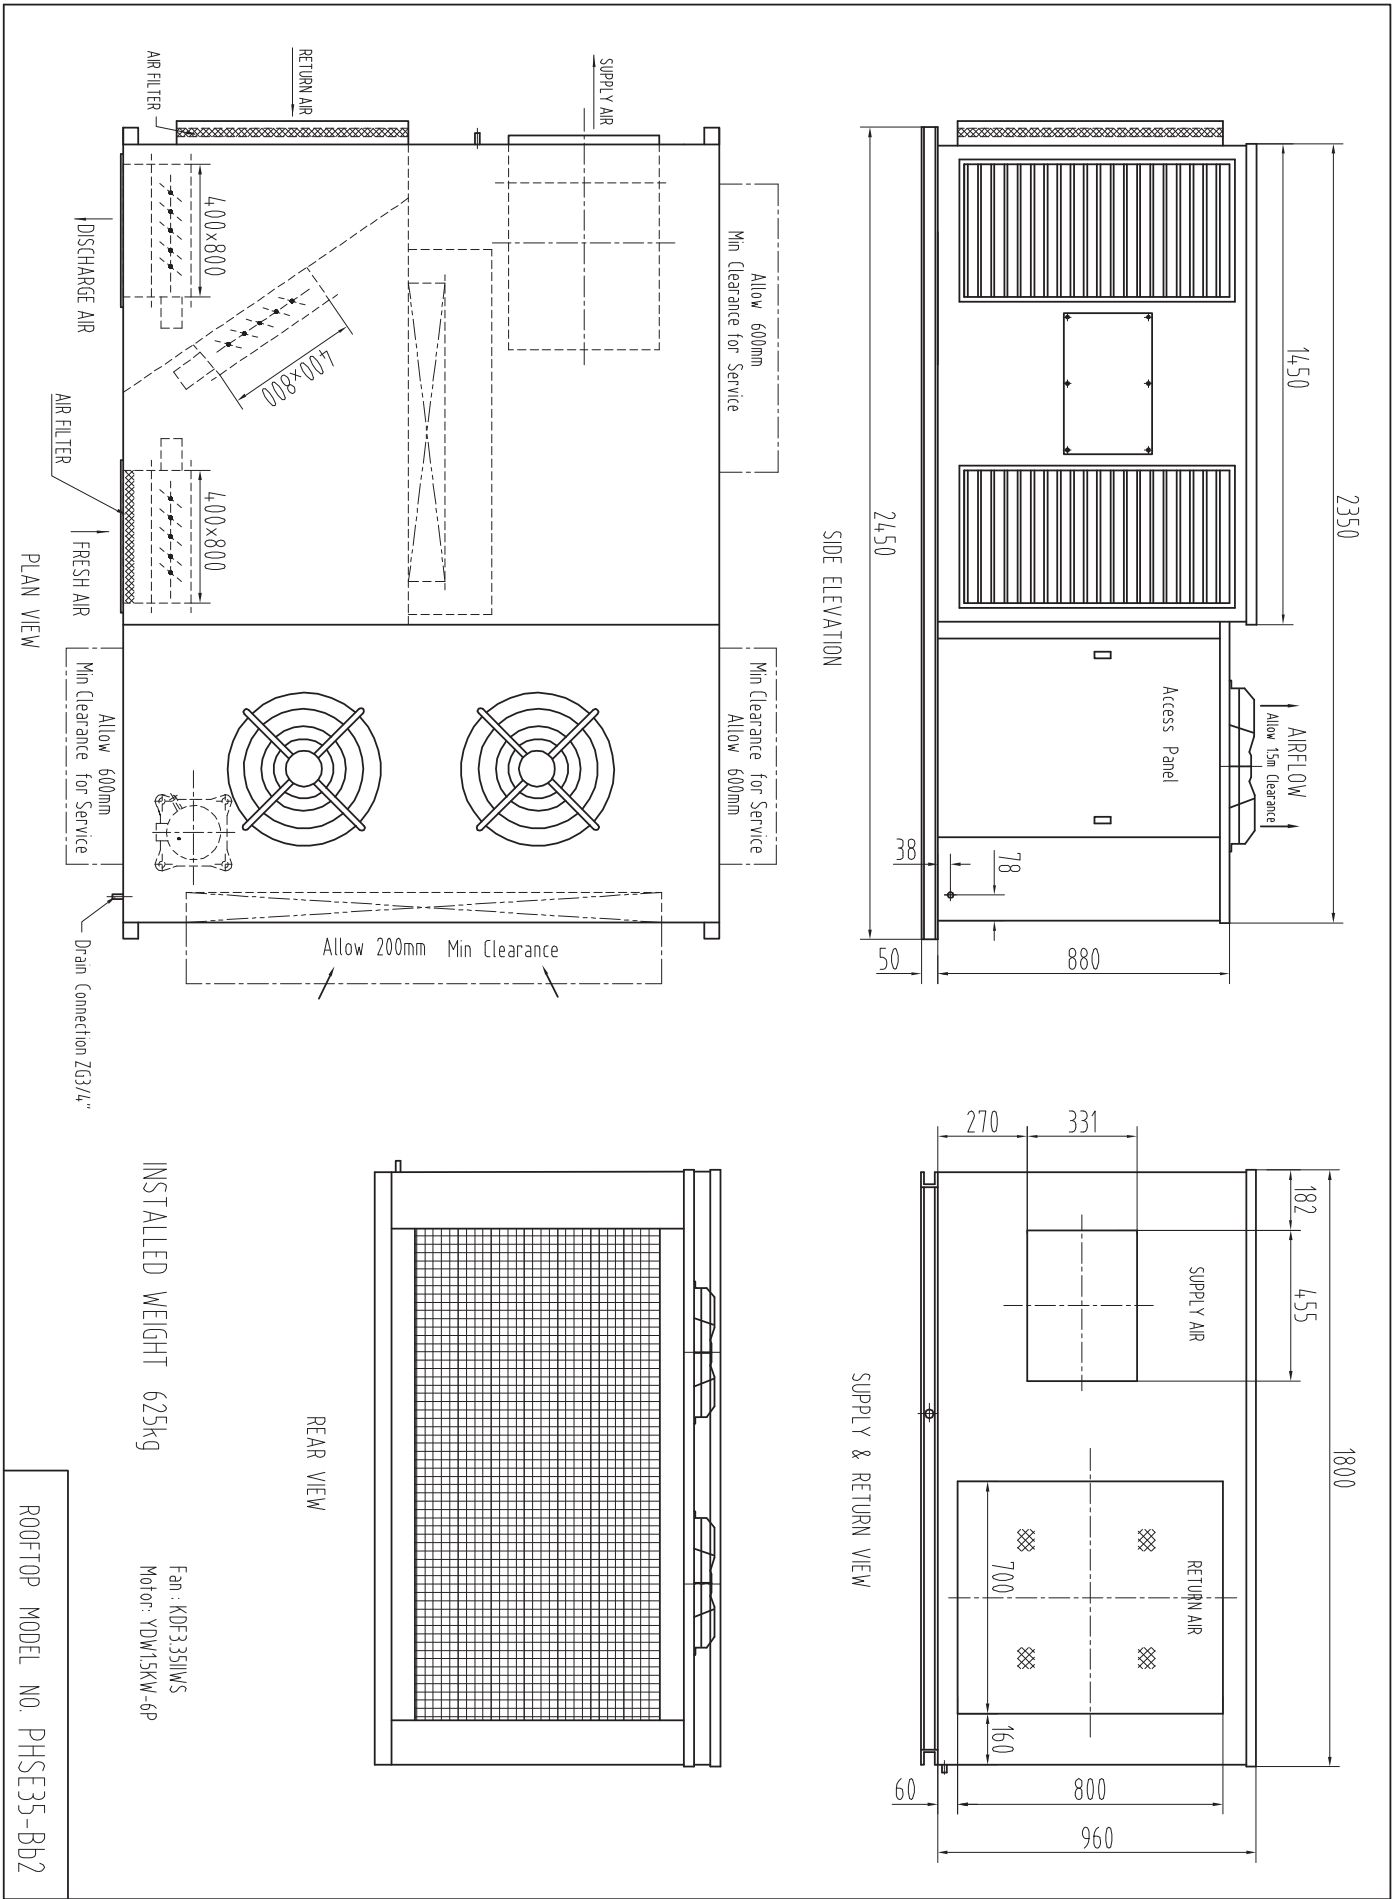 2350
1450
AIRFLOW
Allow 1.5m Clearance
Access Panel
78
38
2450
50
880
SIDE ELEVATION
1800
182
455
270
331
SUPPLY AIR
RETURN AIR
700
160
60
800
960
SUPPLY & RETURN VIEW
SUPPLY AIR
RETURN AIR
AIR FILTER
Allow 600mm
Min Clearance for Service
Min Clearance for Service
Allow 600mm
400x800
400x800
400x800
DISCHARGE AIR
AIR FILTER
FRESH AIR
Allow 600mm
Min Clearance for Service
Allow 200mm Min Clearance
Drain Connection ZG3/4"
PLAN VIEW
REAR VIEW
INSTALLED WEIGHT 625kg
Fan: KDF3.35IIWS
Motor: YDW1.5KW-6P
ROOFTOP MODEL NO. PHSE35-Bb2